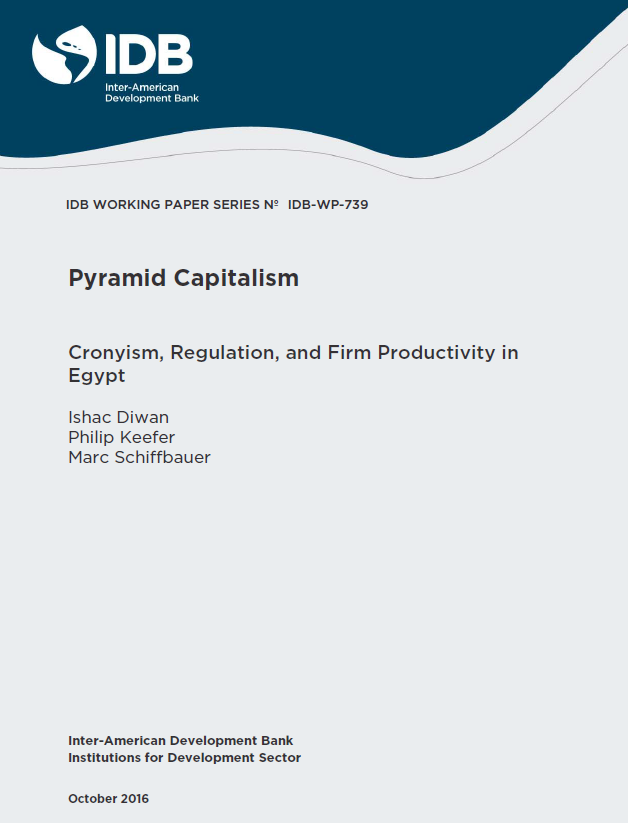 IDB
Inter-American
Development Bank
IDB WORKING PAPER SERIES Nº IDB-WP-739
Pyramid Capitalism
Cronyism, Regulation, and Firm Productivity in
Egypt
Ishac Diwan
Philip Keefer
Marc Schiffbauer
Inter-American Development Bank
Institutions for Development Sector
October 2016